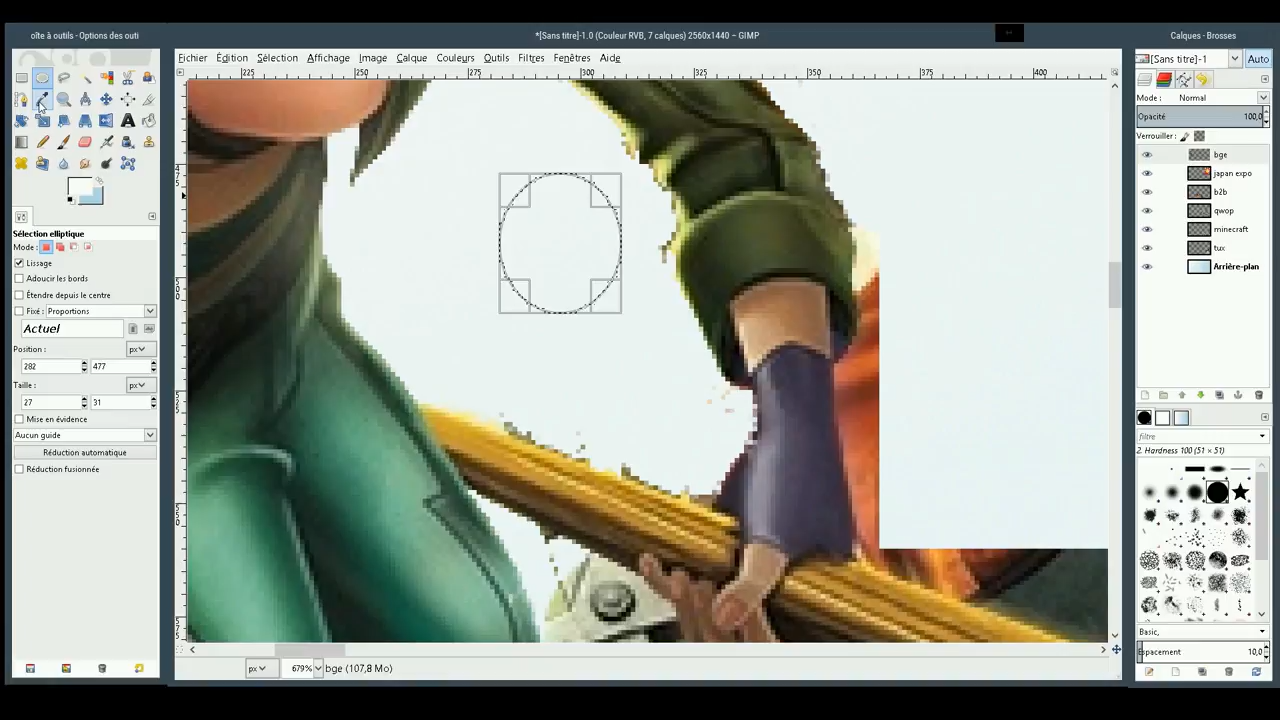 oîte à outils - Options des outi
*[Sans titre]-1.0 (Couleur RVB, 7 calques) 2560x1440 – GIMP
Calques - Brosses
Fichier Édition Sélection Affichage Image Calque Couleurs Outils Filtres Fenêtres Aide
[Sans titre]-1 Auto
225 250 275 300 325 350 375 400
Mode : Normal
Opacité 100,0
Verrouiller :
bge
japan expo
b2b
qwop
minecraft
tux
Arrière-plan
Sélection elliptique
Mode :
Lissage
Adoucir les bords
Étendre depuis le centre
Fixé : Proportions
Actuel
Position : px
282 477
Taille : px
27 31
Mise en évidence
Aucun guide
Réduction automatique
Réduction fusionnée
filtre
2. Hardness 100 (51 × 51)
Basic,
Espacement 10,0
px 679% bge (107,8 Mo)